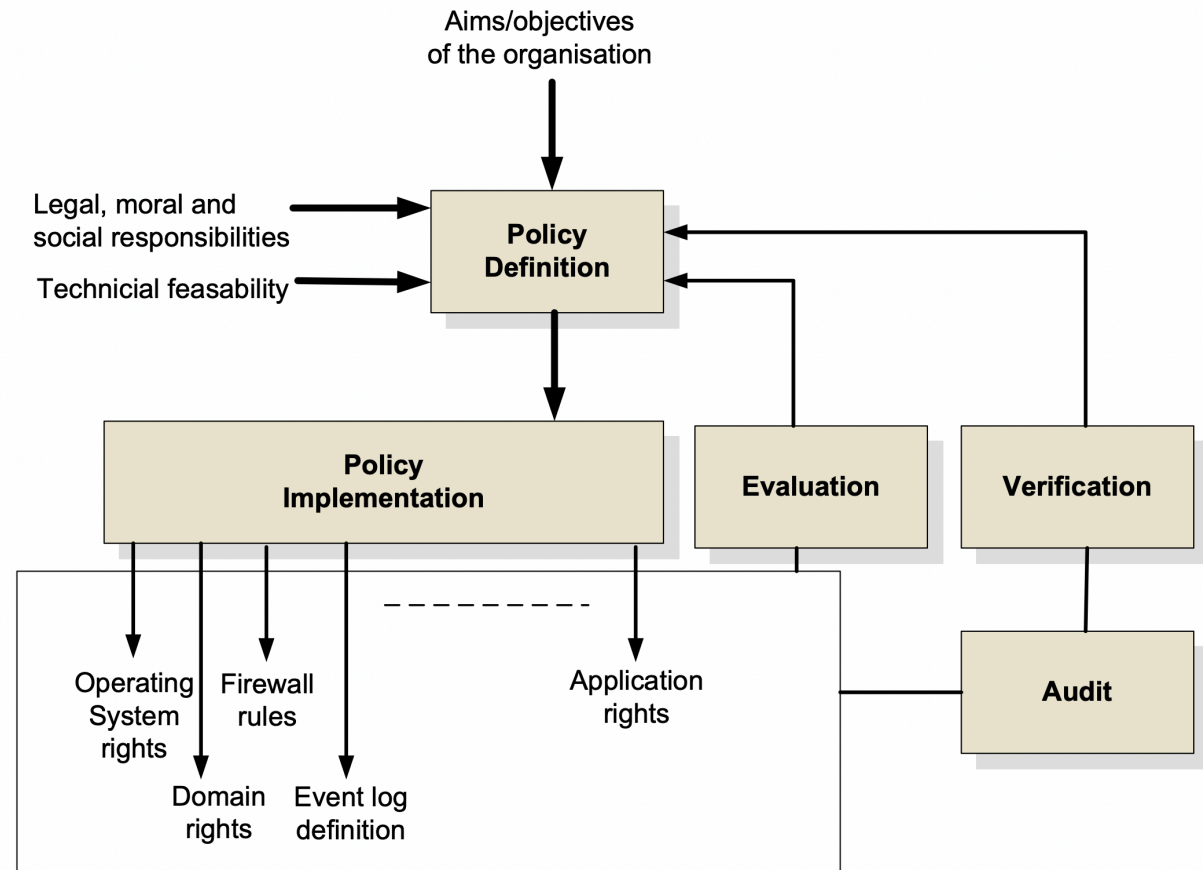 Aims/objectives
of the organisation
Legal, moral and
social responsibilities
Technicial feasability
Policy
Definition
Policy
Implementation
Evaluation
Verification
Audit
Operating
System
rights
Firewall
rules
Application
rights
Domain
rights
Event log
definition